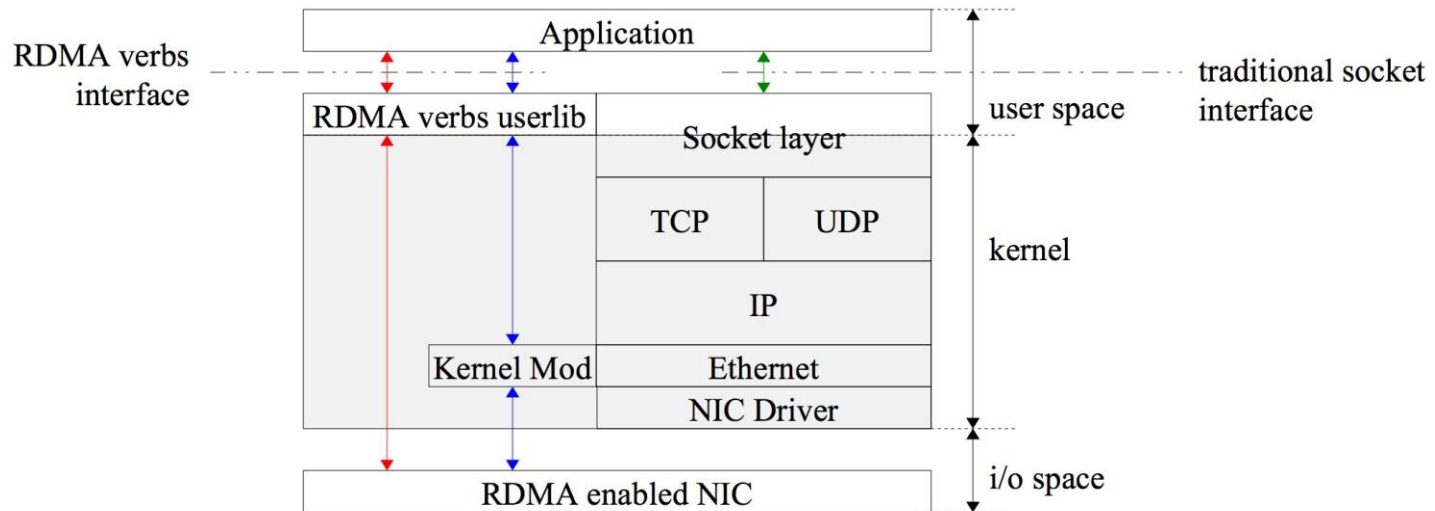 Application
RDMA verbs
interface
traditional socket
interface
RDMA verbs userlib
user space
Socket layer
TCP
UDP
kernel
IP
Kernel Mod
Ethernet
NIC Driver
i/o space
RDMA enabled NIC